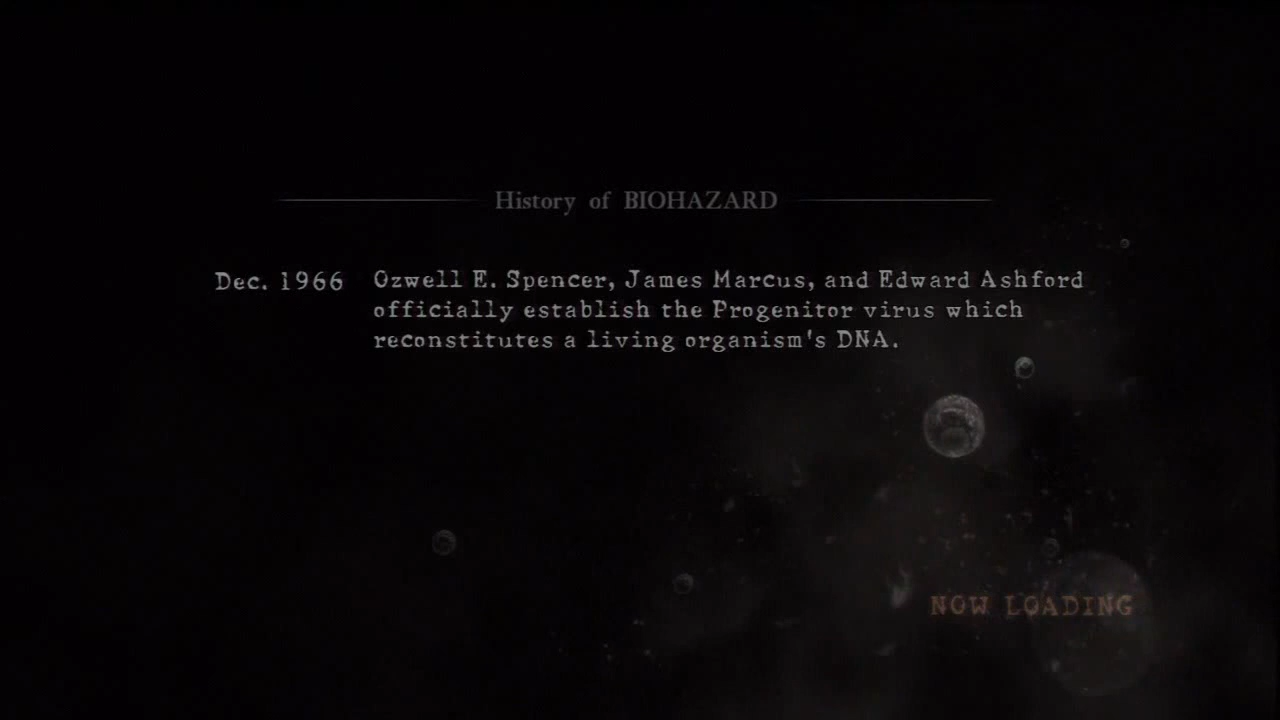 History of BIOHAZARD
Dec. 1966 Ozwell E. Spencer, James Marcus, and Edward Ashford
officially establish the Progenitor virus which
reconstitutes a living organism's DNA.
NOW LOADING